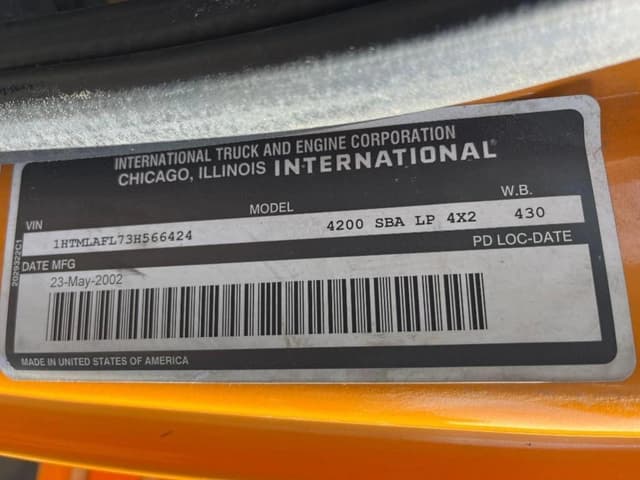 INTERNATIONAL TRUCK AND ENGINE CORPORATION
CHICAGO, ILLINOIS INTERNATIONAL®
VIN MODEL W.B.
1HTMLAFL73H566424 4200 SBA LP 4X2 430
DATE MFG PD LOC-DATE
23-May-2002
MADE IN UNITED STATES OF AMERICA
2029322C1